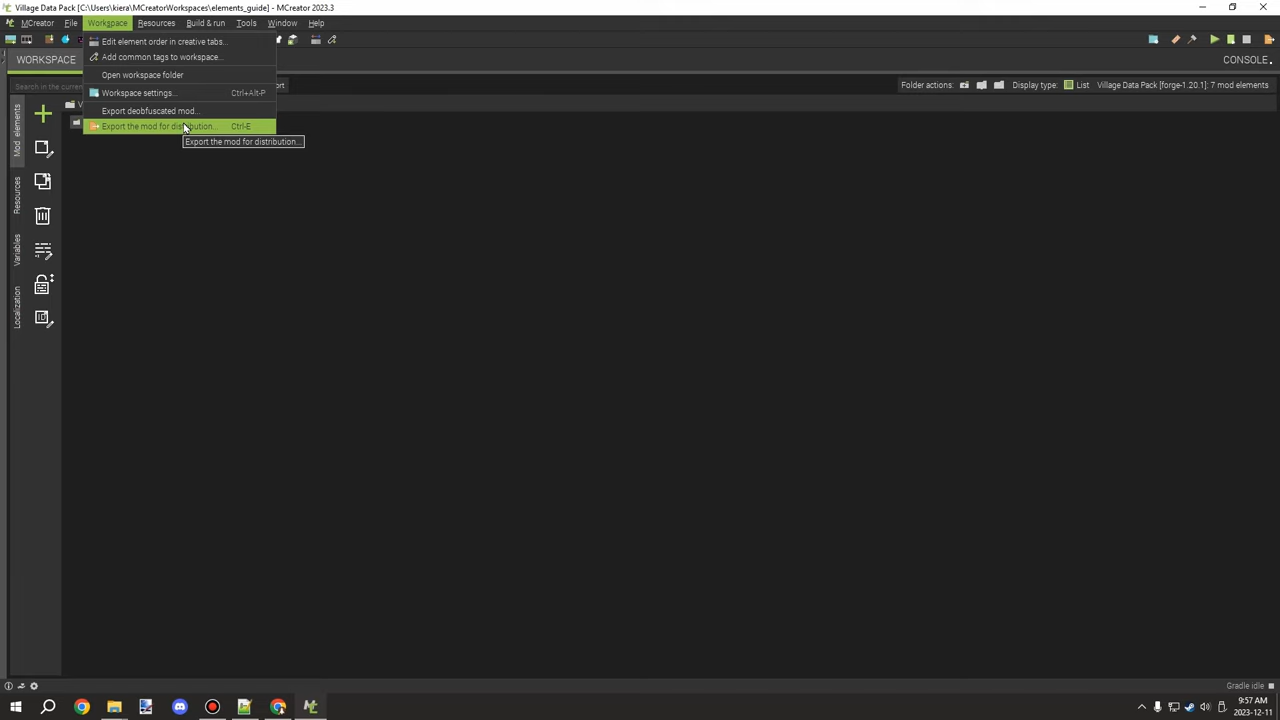 Village Data Pack [C:\Users\kiera\MCreatorWorkspaces\elements_guide] - MCreator 2023.3
MCreator File Workspace Resources Build & run Tools Window Help
Edit element order in creative tabs...
Add common tags to workspace...
Open workspace folder
Workspace settings... Ctrl+Alt-P
Export deobfuscated mod...
Export the mod for distribution... Ctrl-E
Export the mod for distribution...
WORKSPACE
CONSOLE
Search in the curren
Folder actions: Display type: List Village Data Pack [forge-1.20.1]: 7 mod elements
Mod elements
Resources
Variables
Localization
Gradle idle
9:57 AM
2023-12-11